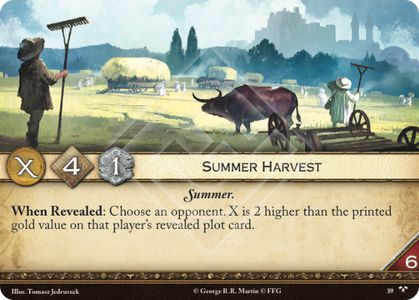 X 4 1 SUMMER HARVEST
Summer.
When Revealed: Choose an opponent. X is 2 higher than the printed
gold value on that player's revealed plot card.
6
Illus. Tomasz Jedruszek © George R.R. Martin © FFG 39